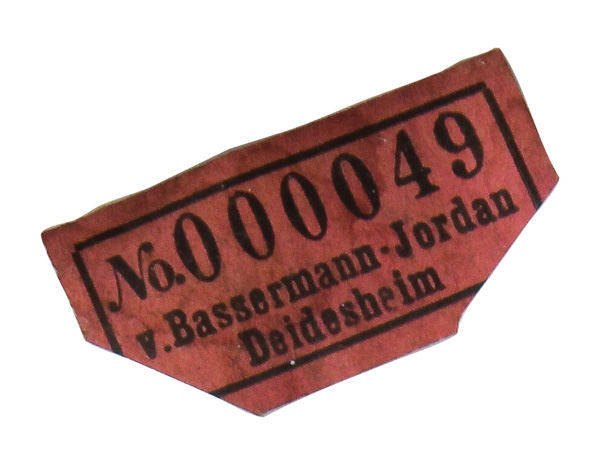 No. 000049
v. Bassermann-Jordan
Deidesheim